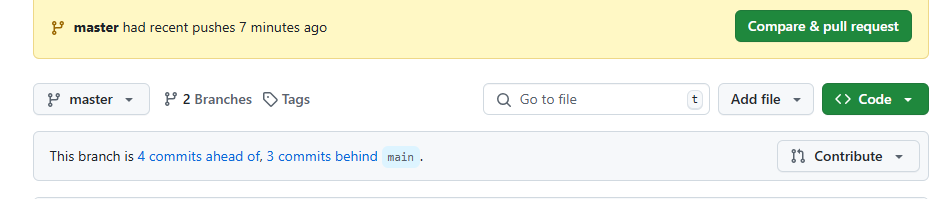 master had recent pushes 7 minutes ago
Compare & pull request
master
2 Branches
Tags
Go to file
t
Add file
Code
This branch is 4 commits ahead of, 3 commits behind main .
Contribute